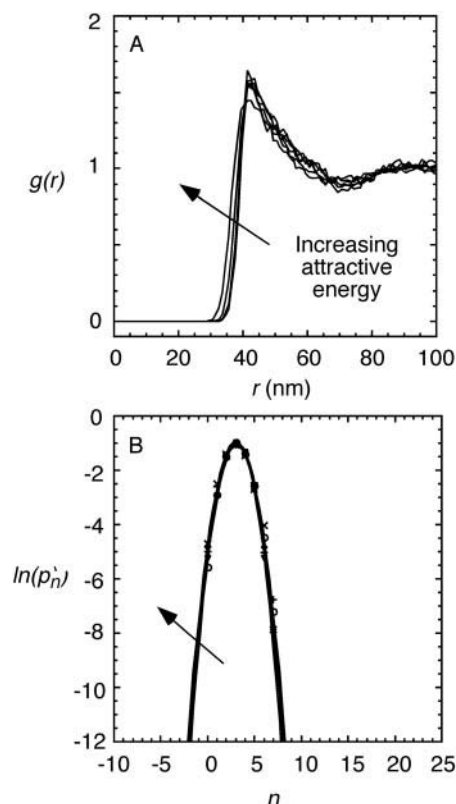 2
A
g(r)
1
Increasing
attractive
energy
0
0 20 40 60 80 100
r (nm)
0
B
-2
-4
ln(p`n)
-6
-8
-10
-12
-10 -5 0 5 10 15 20 25
n